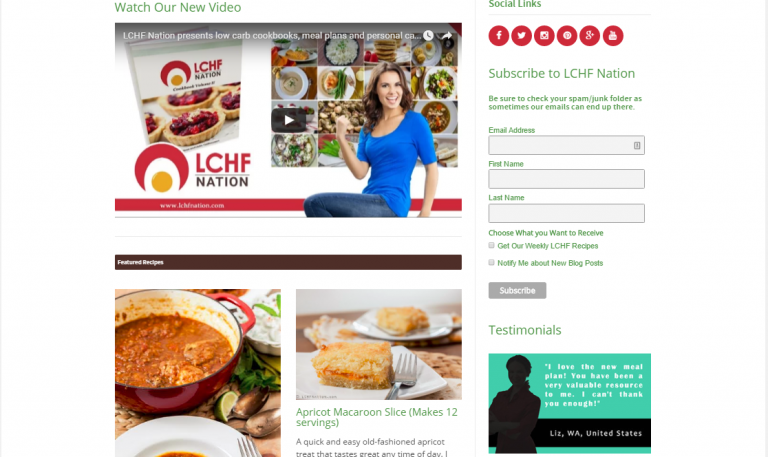 Watch Our New Video
LCHF Nation presents low carb cookbooks, meal plans and personal ca...
LCHF
NATION
Cookbook Volume II
LCHF
NATION
www.lchfnation.com
Featured Recipes
Apricot Macaroon Slice (Makes 12
servings)
A quick and easy old-fashioned apricot
treat that tastes great any time of day. I
Social Links
Subscribe to LCHF Nation
Be sure to check your spam/junk folder as
sometimes our emails can end up there.
Email Address
First Name
Last Name
Choose What you Want to Receive
Get Our Weekly LCHF Recipes
Notify Me about New Blog Posts
Subscribe
Testimonials
"I love the new meal
plan! You have been a
very valuable resource
to me. I can't thank
you enough!"
Liz, WA, United States